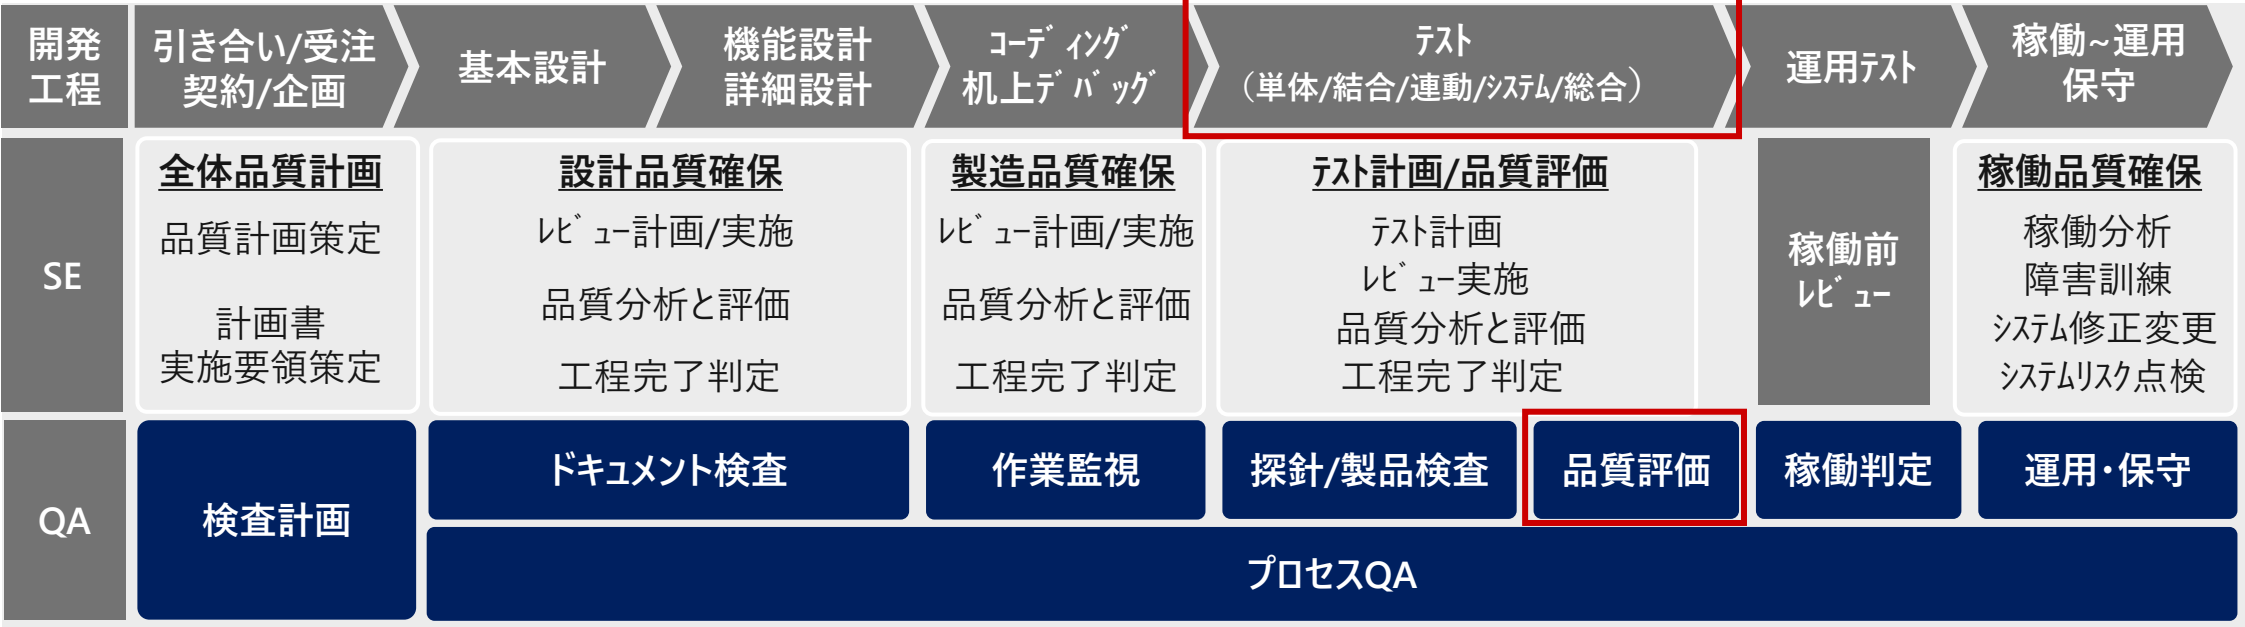 開発
工程
引き合い/受注
契約/企画
基本設計
機能設計
詳細設計
ｺｰﾃﾞｨﾝｸﾞ
机上ﾃﾞﾊﾞｯｸﾞ
ﾃｽﾄ
（単体/結合/連動/ｼｽﾃﾑ/総合）
運用ﾃｽﾄ
稼働~運用
保守
SE
全体品質計画
品質計画策定
計画書
実施要領策定
設計品質確保
ﾚﾋﾞｭｰ計画/実施
品質分析と評価
工程完了判定
製造品質確保
ﾚﾋﾞｭｰ計画/実施
品質分析と評価
工程完了判定
ﾃｽﾄ計画/品質評価
ﾃｽﾄ計画
ﾚﾋﾞｭｰ実施
品質分析と評価
工程完了判定
稼働前
ﾚﾋﾞｭｰ
稼働品質確保
稼働分析
障害訓練
ｼｽﾃﾑ修正変更
ｼｽﾃﾑﾘｽｸ点検
QA
検査計画
ドキュメント検査
作業監視
探針/製品検査
品質評価
稼働判定
運用・保守
プロセスQA